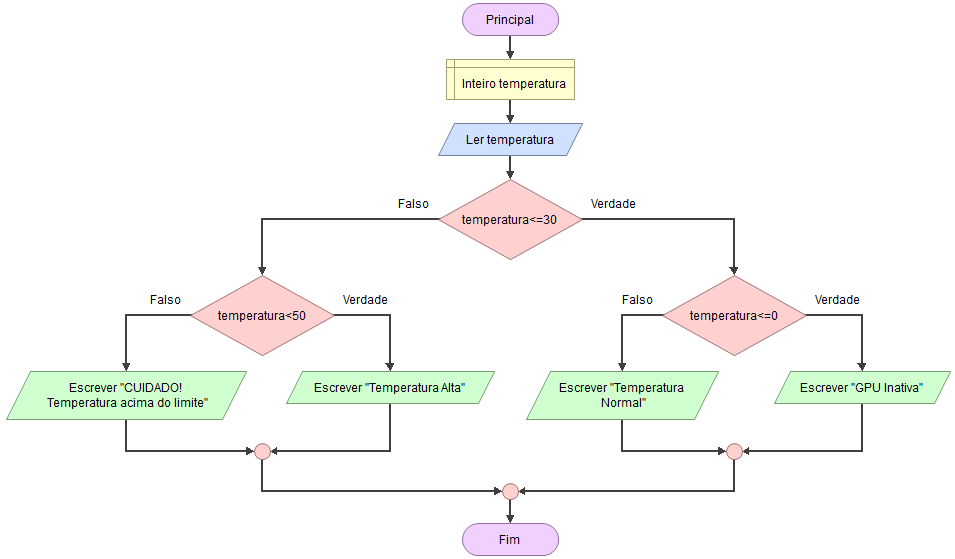 Principal
Inteiro temperatura
Ler temperatura
Falso
Verdade
temperatura<=30
Falso
Verdade
Falso
Verdade
temperatura<50
temperatura<=0
Escrever "CUIDADO!
Temperatura acima do limite"
Escrever "Temperatura Alta"
Escrever "Temperatura
Normal"
Escrever "GPU Inativa"
Fim